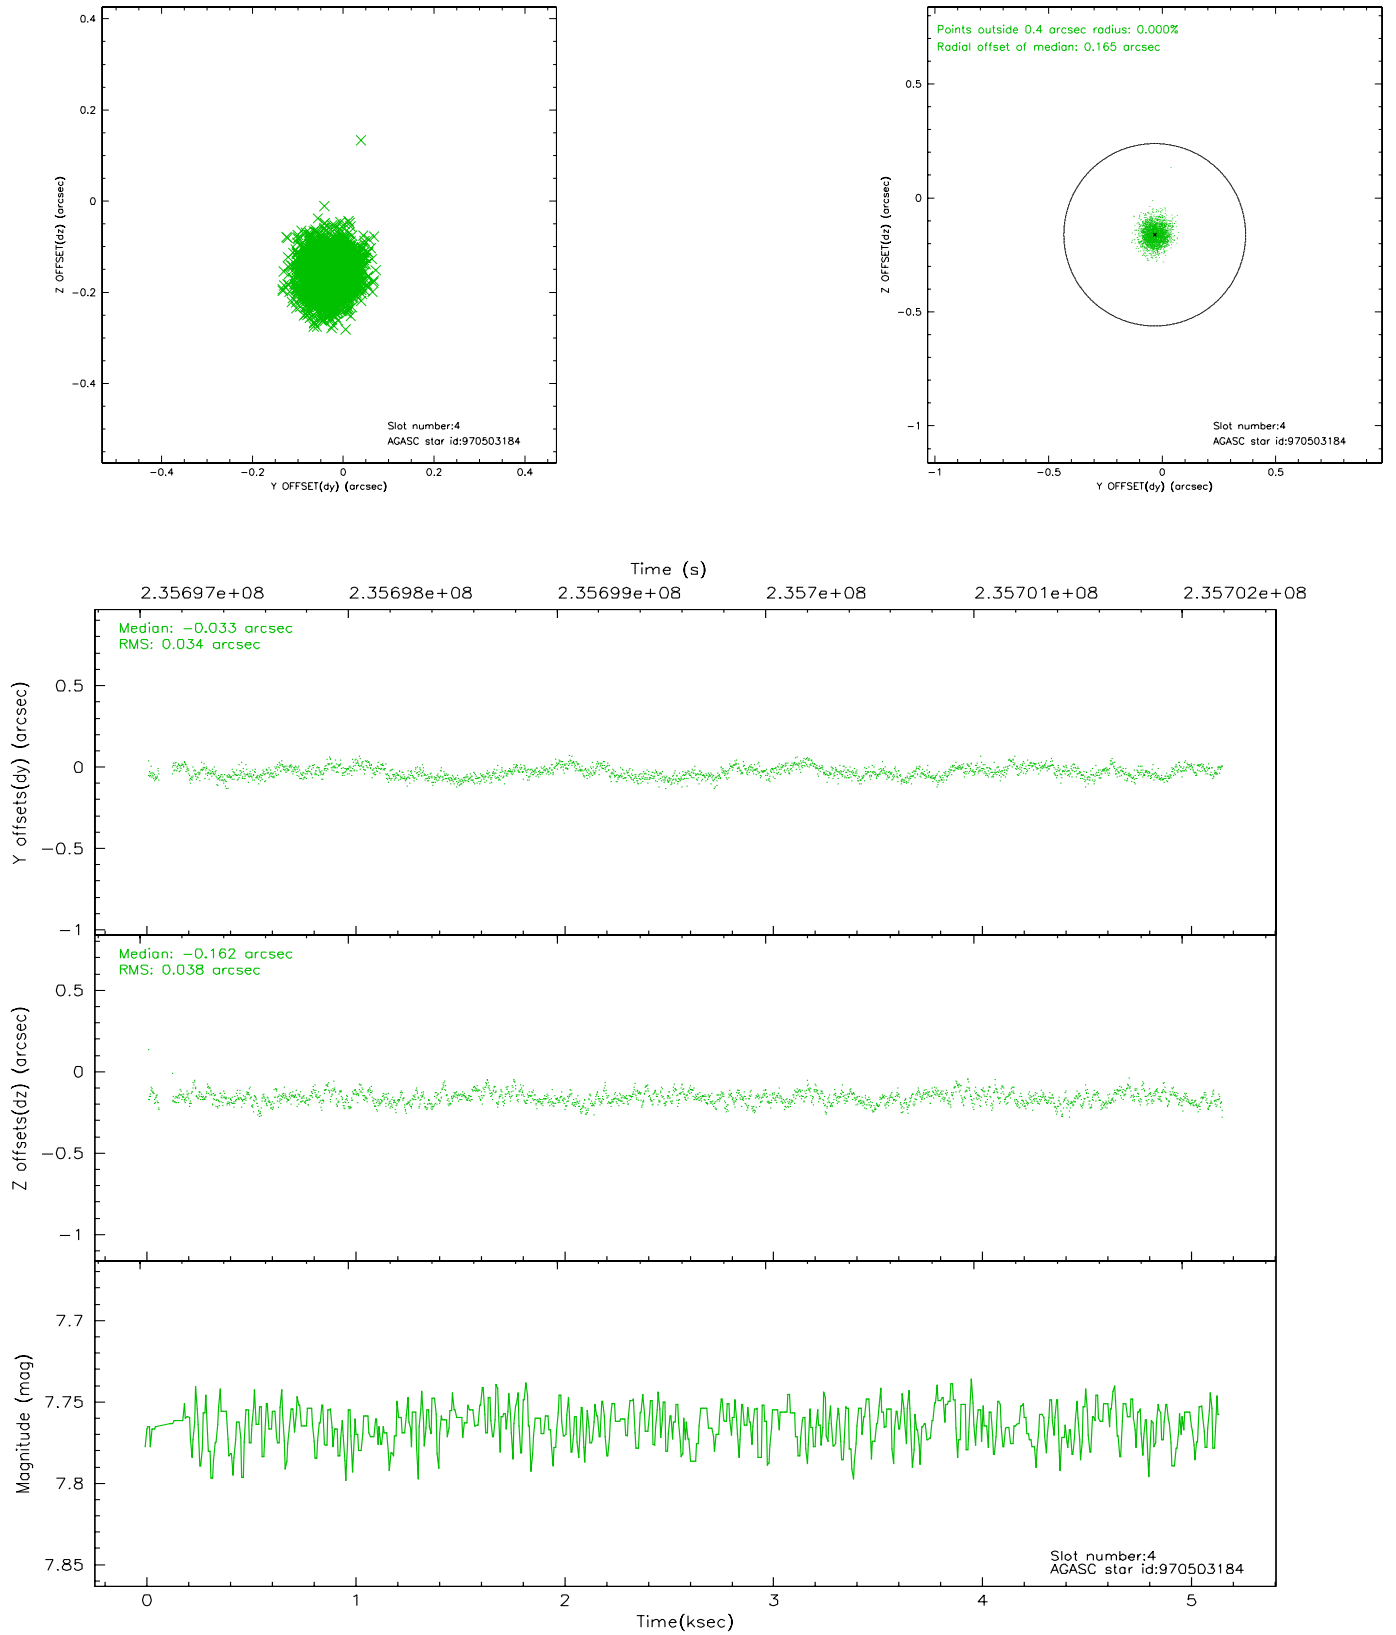 0.4
0.2
0
−0.2
−0.4
Z OFFSET(dz) (arcsec)
Slot number:4
AGASC star id:970503184
−0.4 −0.2 0 0.2 0.4
Y OFFSET(dy) (arcsec)
Points outside 0.4 arcsec radius: 0.000%
Radial offset of median: 0.165 arcsec
0.5
0
−0.5
−1
Z OFFSET(dz) (arcsec)
Slot number:4
AGASC star id:970503184
−1 −0.5 0 0.5
Y OFFSET(dy) (arcsec)
Time (s)
2.35697e+08 2.35698e+08 2.35699e+08 2.357e+08 2.35701e+08 2.35702e+08
Median: −0.033 arcsec
RMS: 0.034 arcsec
0.5
0
−0.5
−1
Y offsets(dy) (arcsec)
Median: −0.162 arcsec
RMS: 0.038 arcsec
0.5
0
−0.5
−1
Z offsets(dz) (arcsec)
7.7
7.75
7.8
7.85
Magnitude (mag)
Slot number:4
AGASC star id:970503184
0 1 2 3 4 5
Time(ksec)